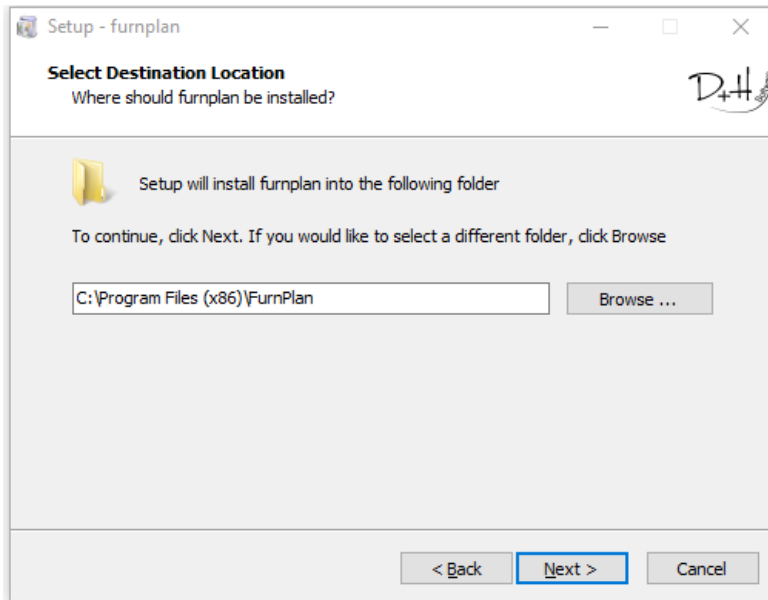 Setup - furnplan
Select Destination Location
Where should furnplan be installed?
D+H
Setup will install furnplan into the following folder
To continue, click Next. If you would like to select a different folder, click Browse
C:\Program Files (x86)\FurnPlan
Browse ...
< Back
Next >
Cancel